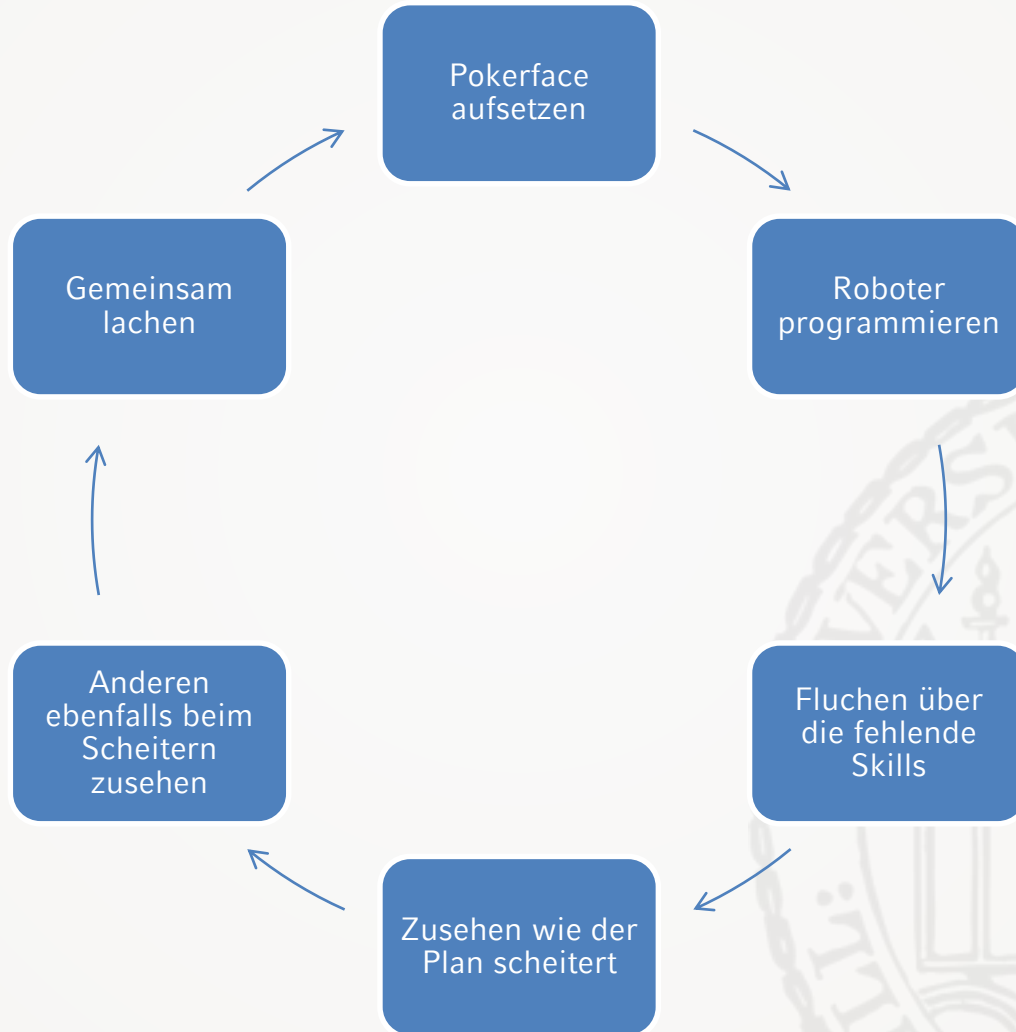 Pokerface
aufsetzen
Roboter
programmieren
Fluchen über
die fehlende
Skills
Zusehen wie der
Plan scheitert
Anderen
ebenfalls beim
Scheitern
zusehen
Gemeinsam
lachen